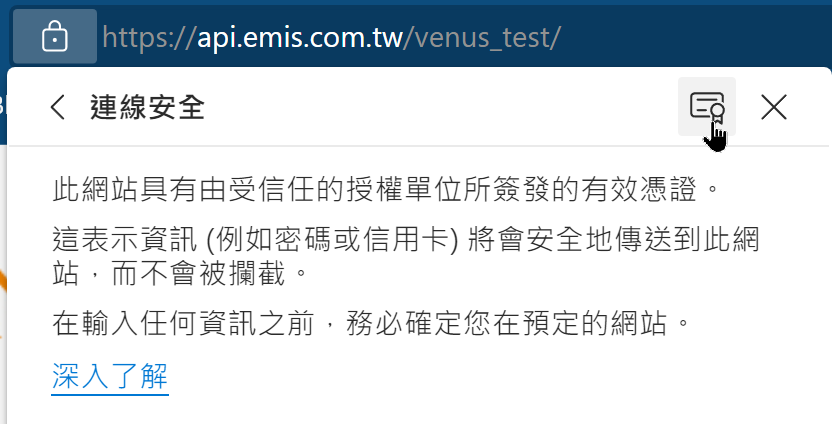 https://api.emis.com.tw/venus_test/
連線安全
此網站具有由受信任的授權單位所簽發的有效憑證。
這表示資訊 (例如密碼或信用卡) 將會安全地傳送到此網
站，而不會被攔截。
在輸入任何資訊之前，務必確定您在預定的網站。
深入了解